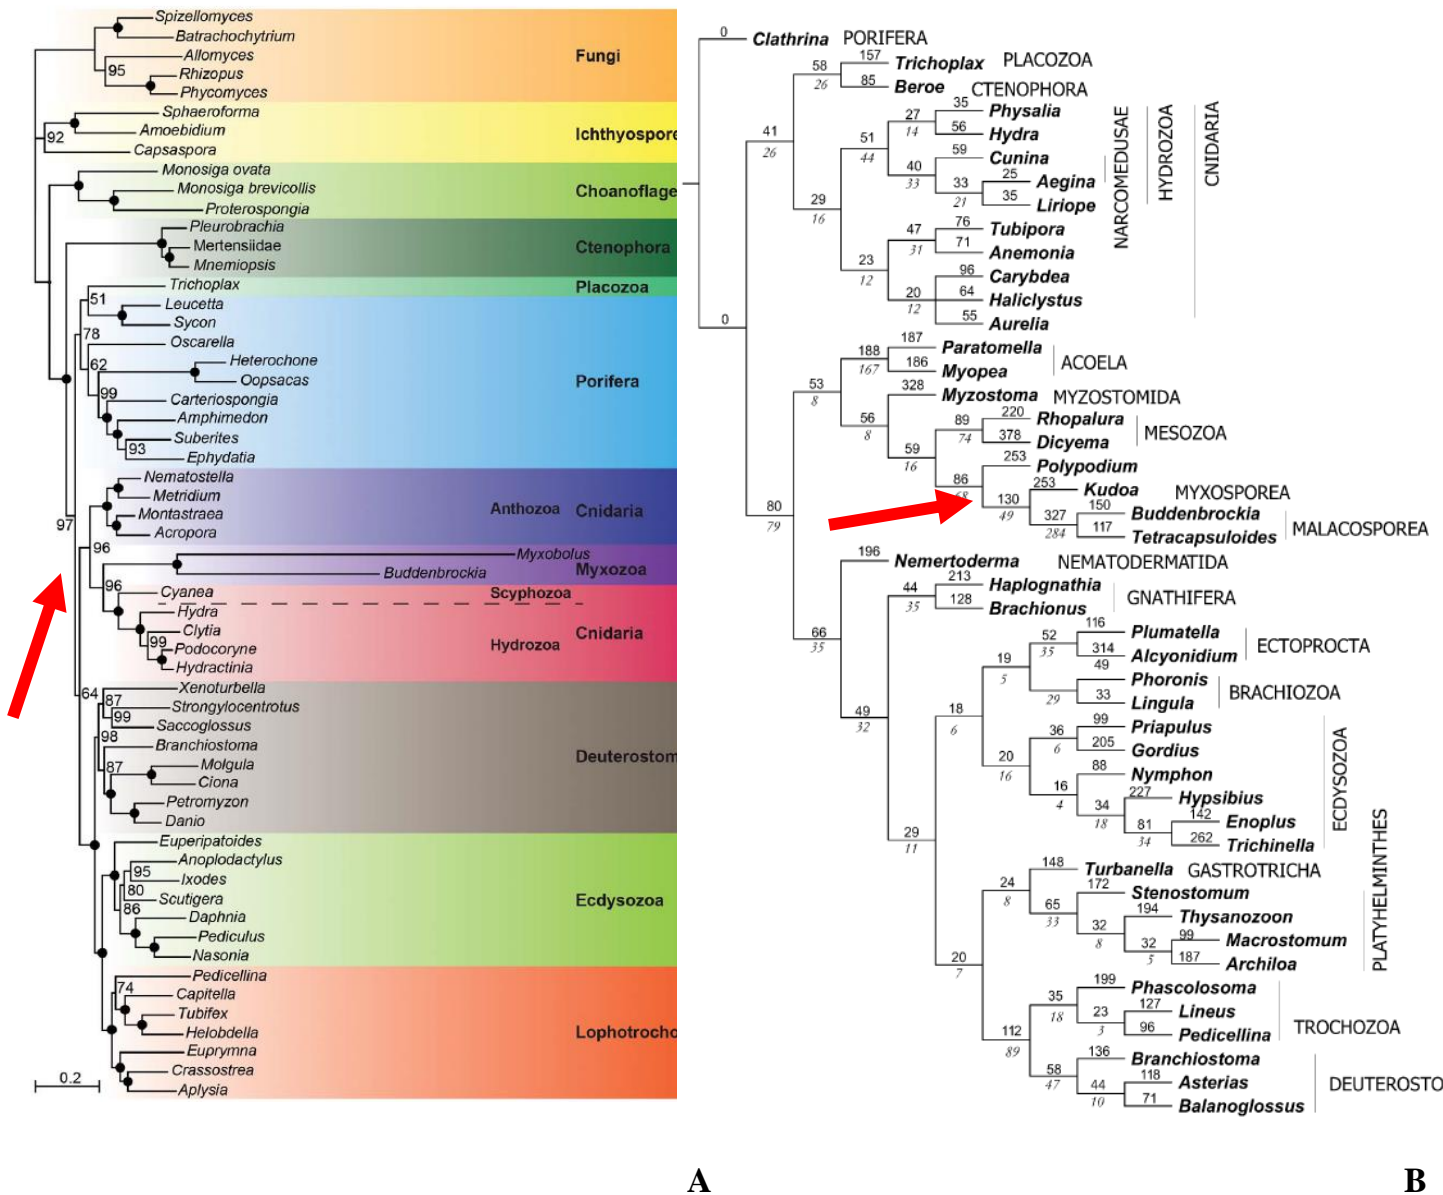 Spizellomyces
Batrachochytrium
Allomyces
95
Rhizopus
Phycomyces
Fungi
Sphaeroforma
Amoebidium
92
Capsaspora
Ichthyospore
Monosiga ovata
Monosiga brevicollis
Proterospongia
Choanoflage
Pleurobrachia
Mertensiidae
Mnemiopsis
Ctenophora
Trichoplax
Placozoa
51
Leucetta
Sycon
78
Oscarella
62
Heterochone
Oopsacas
99
Carteriospongia
Amphimedon
Suberites
93
Ephydatia
Porifera
Nematostella
Metridium
Montastraea
Acropora
Anthozoa Cnidaria
97
96
Myxobolus
Buddenbrockia
Myxozoa
96
Cyanea
Scyphozoa
Hydra
Clytia
99
Podocoryne
Hydractinia
Hydrozoa
Cnidaria
64
Xenoturbella
87
Strongylocentrotus
99
Saccoglossus
98
Branchiostoma
87
Molgula
Ciona
Petromyzon
Danio
Deuterostom
Euperipatoides
Anoplodactylus
95
Ixodes
80
Scutigera
86
Daphnia
Pediculus
Nasonia
Ecdysozoa
Pedicellina
74
Capitella
Tubifex
Helobdella
Euprymna
Crassostrea
Aplysia
Lophotrocho
0.2
A
0
Clathrina PORIFERA
58
26
157
Trichoplax PLACOZOA
85
Beroe CTENOPHORA
41
26
51
44
27
14
35
Physalia
56
Hydra
40
33
59
Cunina
33
21
25
Aegina
35
Liriope
NARCOMEDUSAE
HYDROZOA
CNIDARIA
29
16
47
31
76
Tubipora
71
Anemonia
23
12
20
12
96
Carybdea
64
Haliclystus
55
Aurelia
0
53
8
188
167
187
Paratomella
186
Myopea
ACOELA
56
8
328
Myzostoma MYZOSTOMIDA
59
16
89
74
220
Rhopalura
378
Dicyema
MESOZOA
86
68
253
Polypodium
130
49
253
Kudoa MYXOSPOREA
327
284
150
Buddenbrockia
117
Tetracapsuloides
MALACOSPOREA
80
79
196
Nemertoderma NEMATODERMATIDA
66
35
44
35
213
Haplognathia
128
Brachionus
GNATHIFERA
49
32
52
35
116
Plumatella
314
Alcyonidium
ECTOPROCTA
19
5
49
Phoronis
29
33
Lingula
BRACHIOZOA
18
6
36
6
99
Priapulus
205
Gordius
20
16
88
Nymphon
16
4
34
18
227
Hypsibius
81
34
142
Enoplus
262
Trichinella
ECDYSOZOA
29
11
24
8
148
Turbanella GASTROTRICHA
65
33
172
Stenostomum
32
8
194
Thysanozoon
32
5
99
Macrostomum
187
Archiloa
PLATYHELMINTHES
20
7
35
18
199
Phascolosoma
23
3
127
Lineus
96
Pedicellina
TROCHOZOA
112
89
58
47
136
Branchiostoma
44
10
118
Asterias
71
Balanoglossus
DEUTEROSTO
B